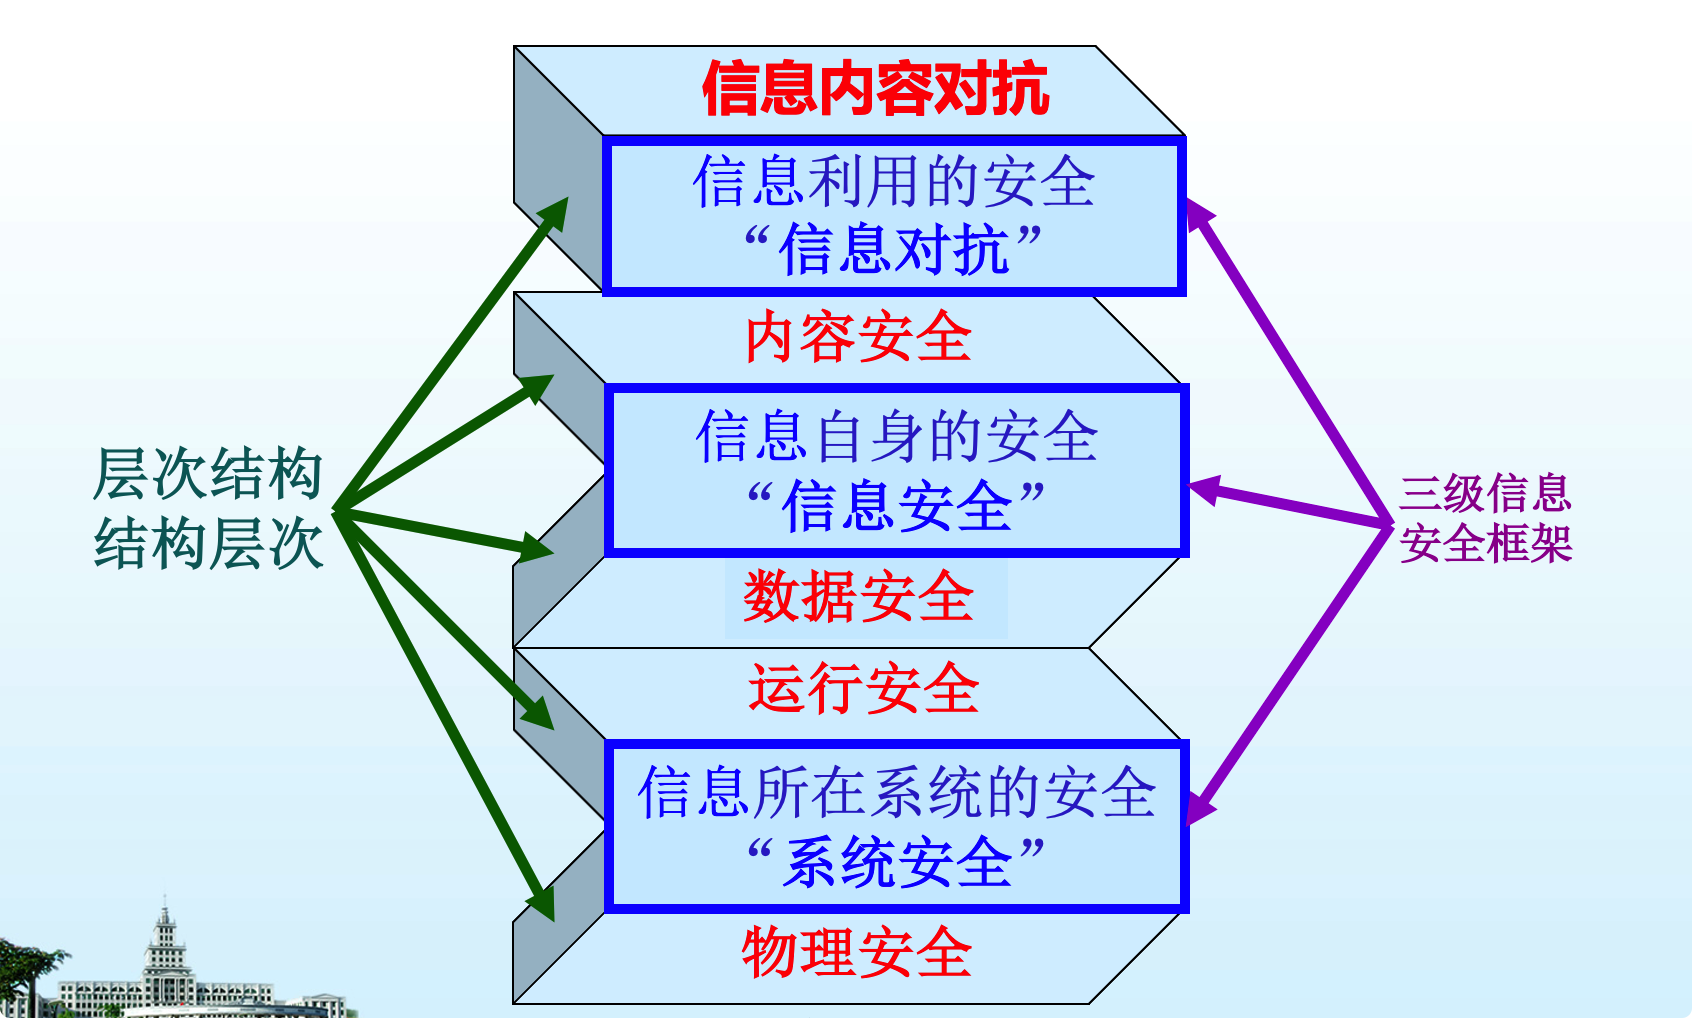 信息内容对抗
信息利用的安全
“信息对抗”
内容安全
信息自身的安全
“信息安全”
数据安全
运行安全
信息所在系统的安全
“系统安全”
物理安全
层次结构
结构层次
三级信息
安全框架